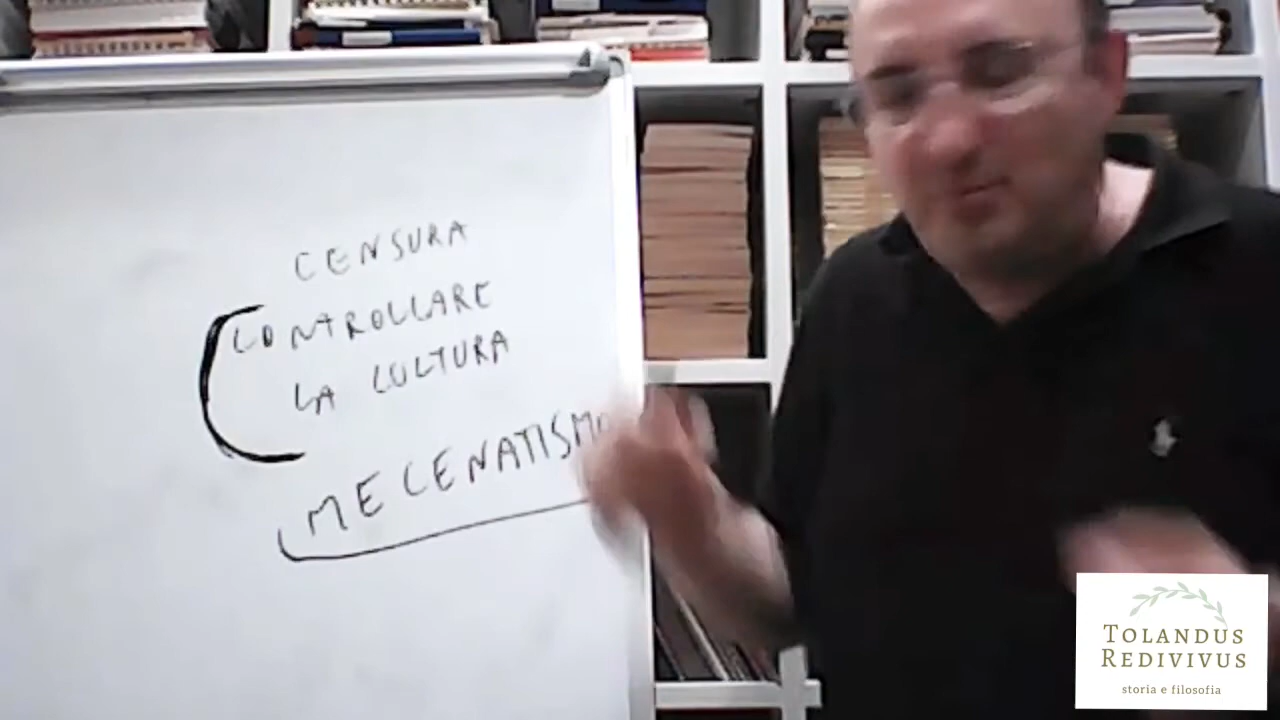 CENSURA
CONTROLLARE
LA CULTURA
MECENATISMO
TOLANDUS
REDIVIVUS
storia e filosofia